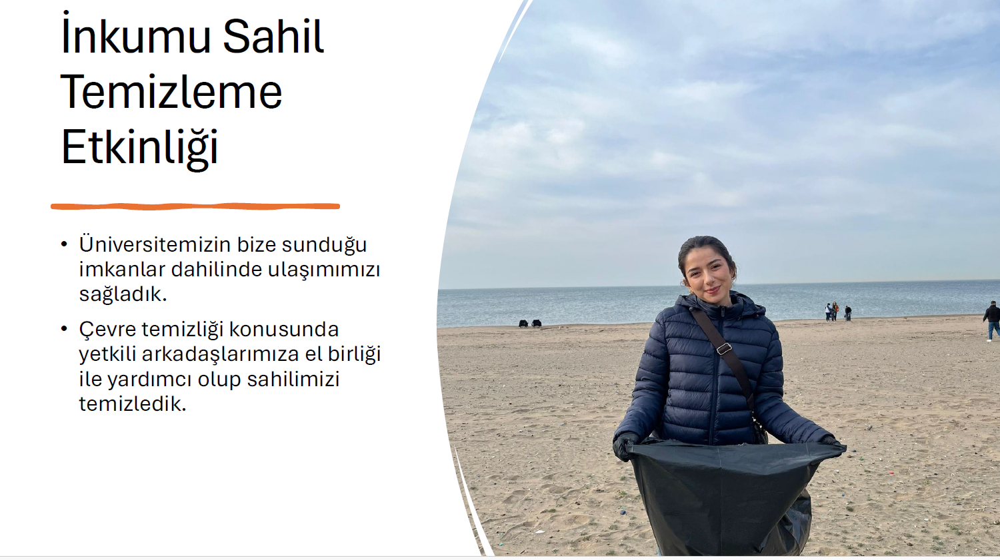 İnkumu Sahil
Temizleme
Etkinliği
• Üniversitemizin bize sunduğu
imkanlar dahilinde ulaşımımızı
sağladık.
• Çevre temizliği konusunda
yetkili arkadaşlarımıza el birliği
ile yardımcı olup sahilimizi
temizledik.